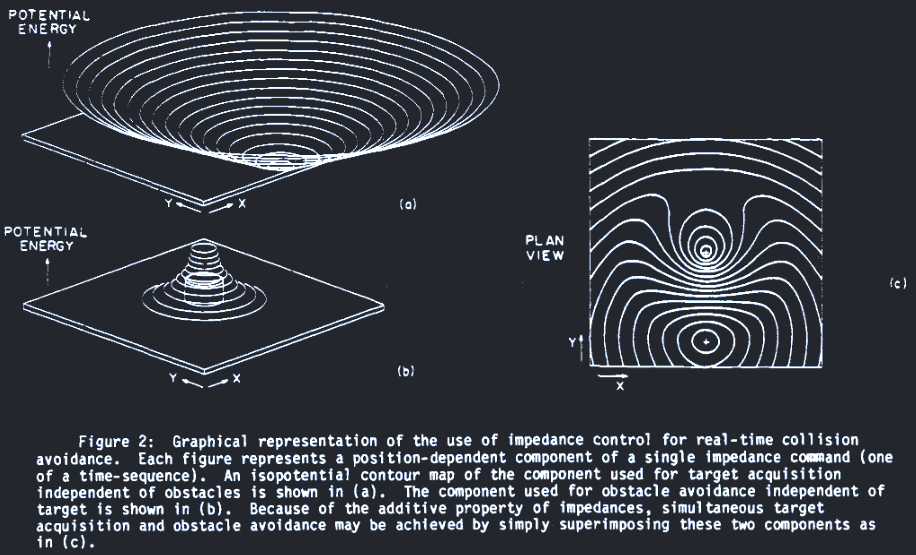 POTENTIAL
ENERGY
Y
X
(a)
POTENTIAL
ENERGY
Y
X
(b)
PLAN
VIEW
Y
X
(c)
Figure 2: Graphical representation of the use of impedance control for real-time collision
avoidance. Each figure represents a position-dependent component of a single impedance command (one
of a time-sequence). An isopotential contour map of the component used for target acquisition
independent of obstacles is shown in (a). The component used for obstacle avoidance independent of
target is shown in (b). Because of the additive property of impedances, simultaneous target
acquisition and obstacle avoidance may be achieved by simply superimposing these two components as
in (c).